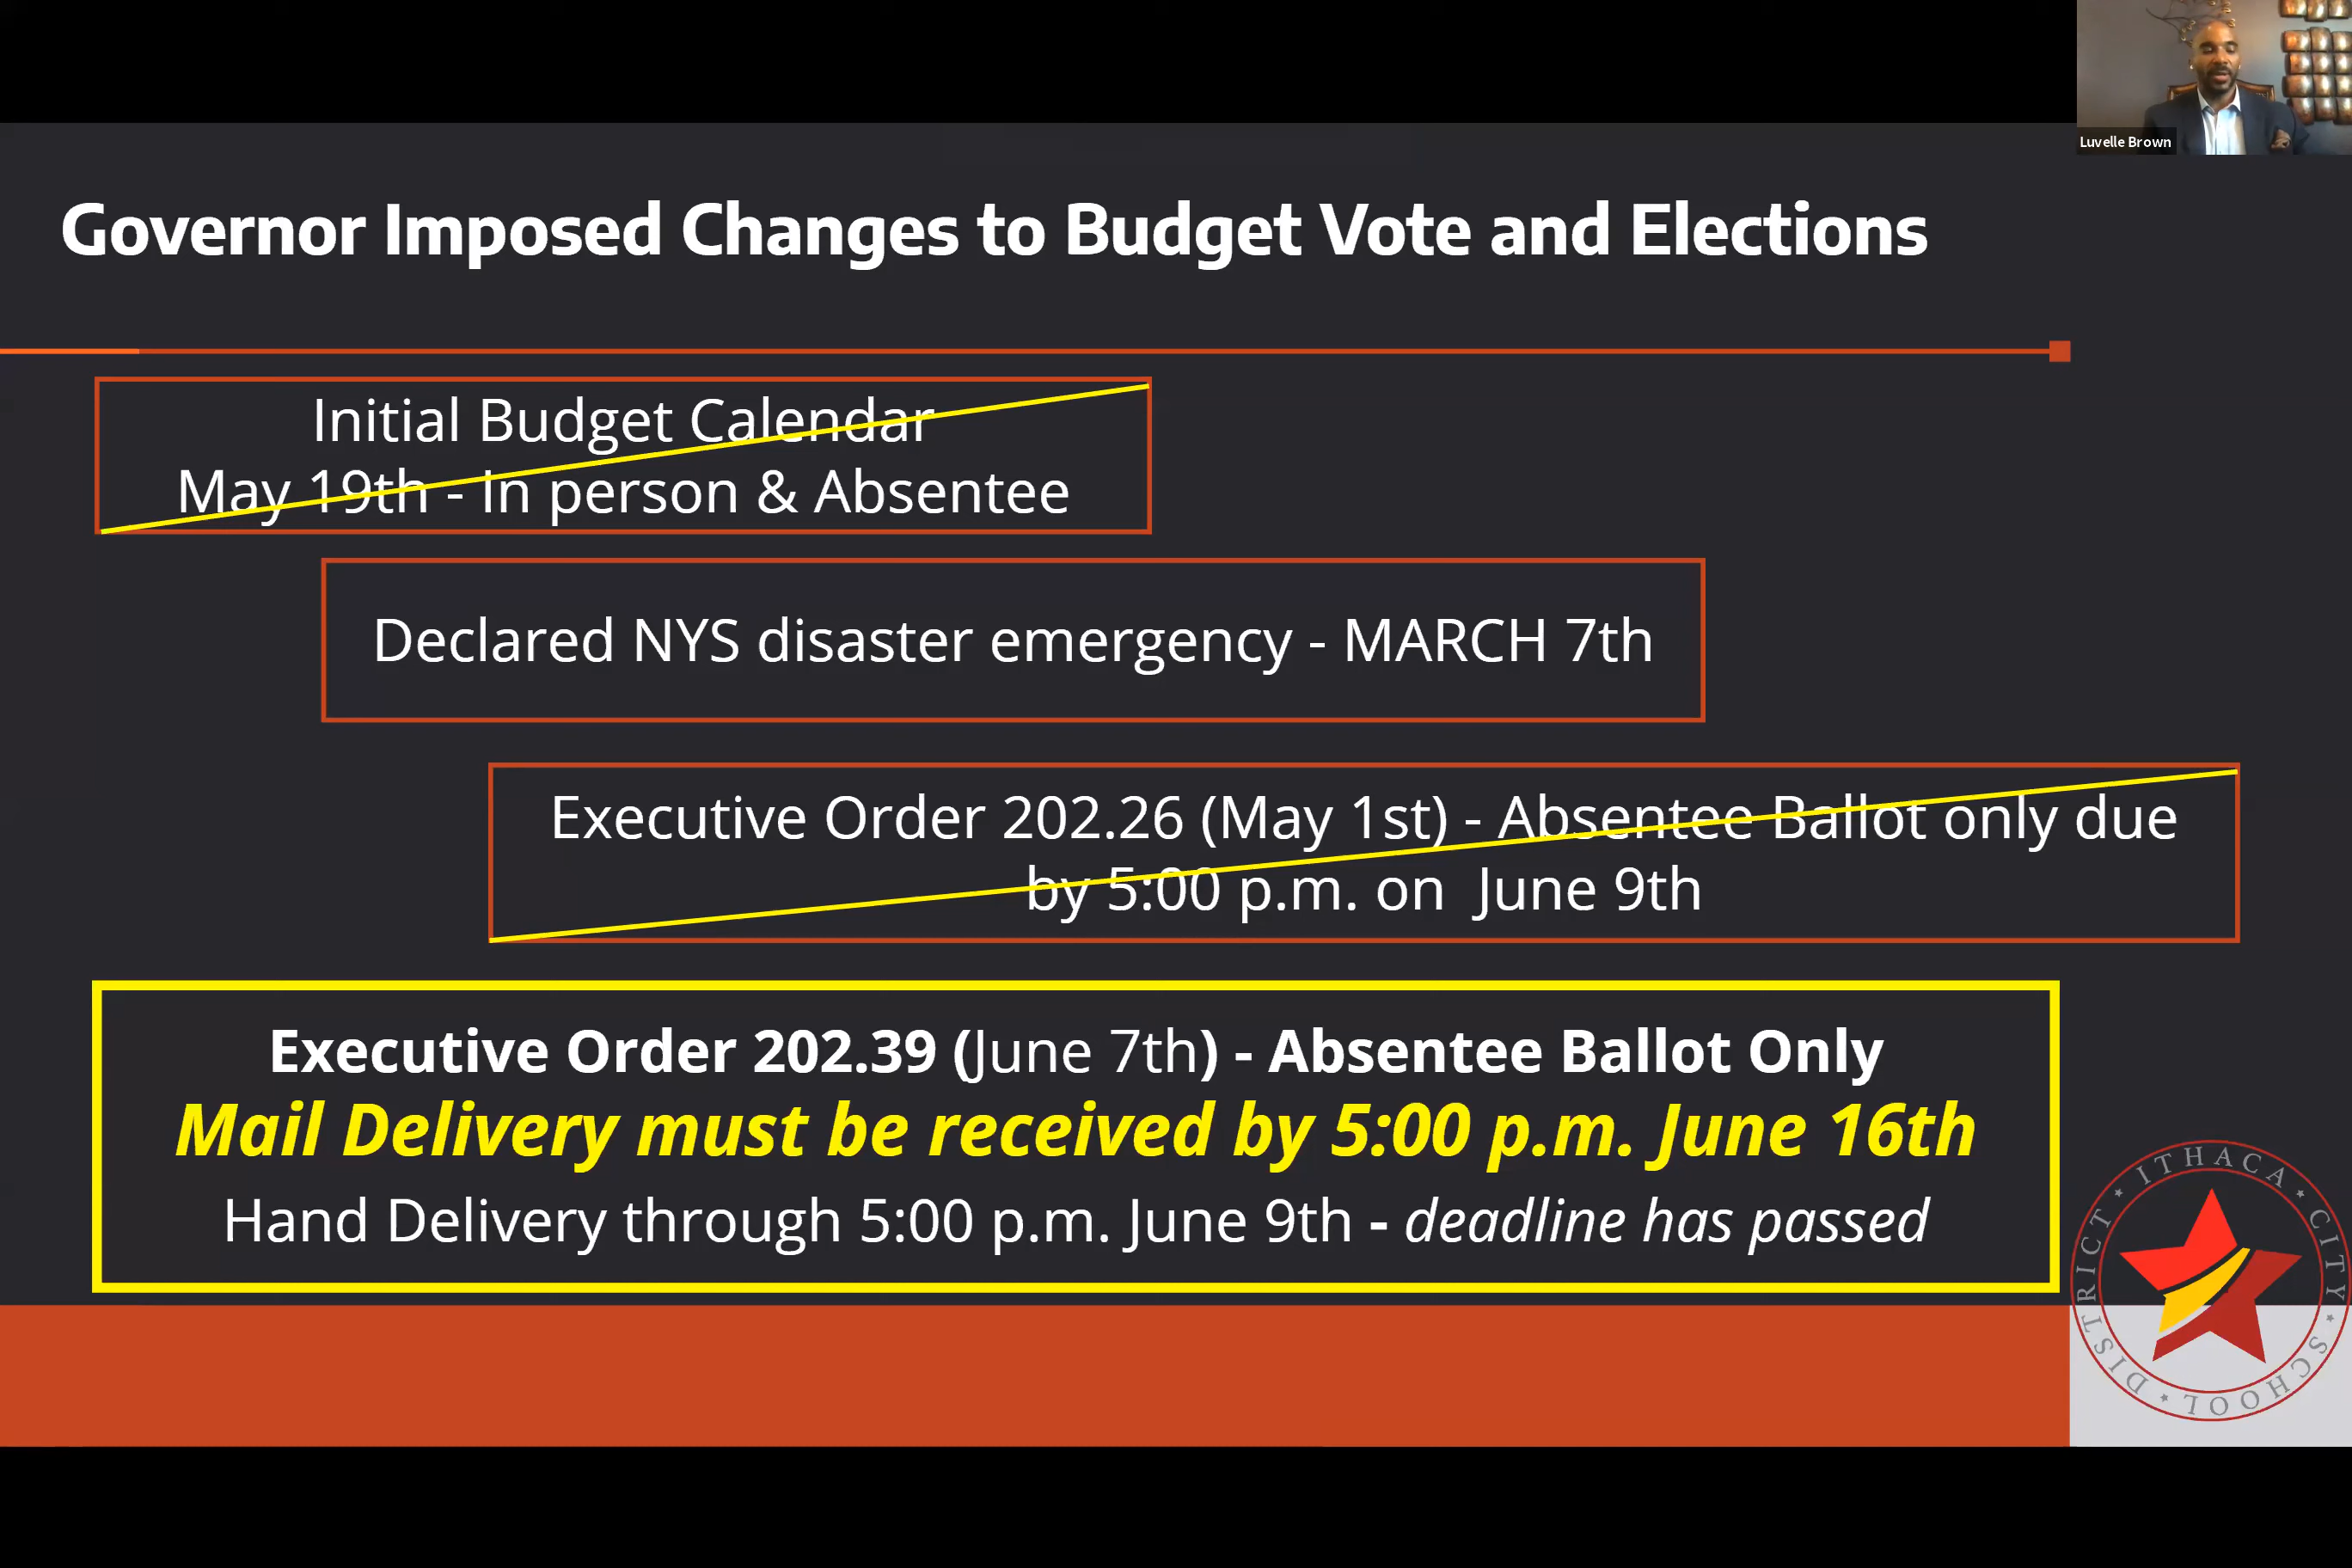 Luvelle Brown
Governor Imposed Changes to Budget Vote and Elections
Initial Budget Calendar
May 19th - In person & Absentee
Declared NYS disaster emergency - MARCH 7th
Executive Order 202.26 (May 1st) - Absentee Ballot only due
by 5:00 p.m. on June 9th
Executive Order 202.39 (June 7th) - Absentee Ballot Only
Mail Delivery must be received by 5:00 p.m. June 16th
Hand Delivery through 5:00 p.m. June 9th - deadline has passed
ITHACA CITY SCHOOL DISTRICT